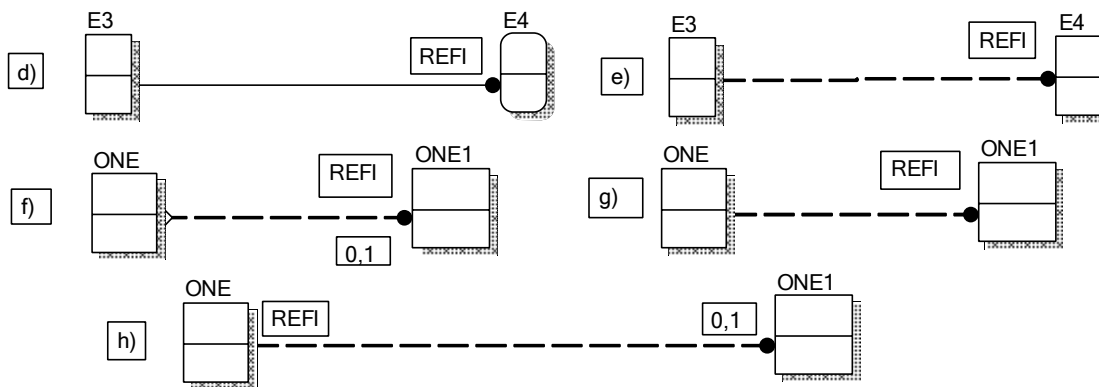 E3
E4
REFI
d)
E3
E4
REFI
e)
ONE
ONE1
REFI
f)
0,1
ONE
ONE1
REFI
g)
ONE
ONE1
REFI
0,1
h)